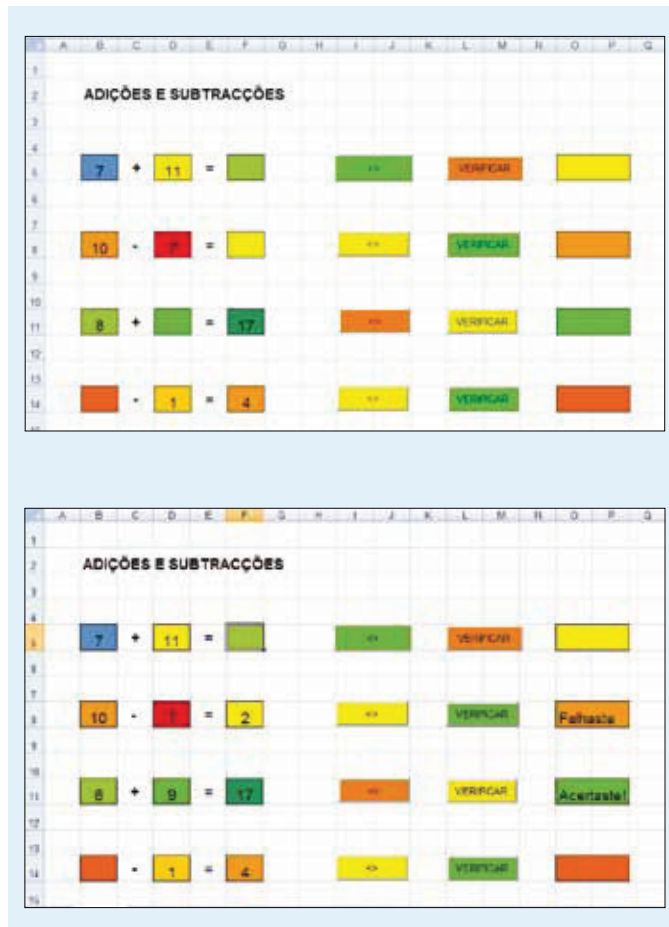 A B C D E F G H I J K L M N O P Q
1
2 ADIÇÕES E SUBTRACÇÕES
3
4
5 7 + 11 = <> VERIFICAR
6
7
8 10 - 7 = <> VERIFICAR
9
10
11 8 + = 17 <> VERIFICAR
12
13
14 - 1 = 4 <> VERIFICAR
15
A B C D E F G H I J K L M N O P Q
1
2 ADIÇÕES E SUBTRACÇÕES
3
4
5 7 + 11 = <> VERIFICAR
6
7
8 10 - 7 = 2 <> VERIFICAR Falhaste
9
10
11 8 + 9 = 17 <> VERIFICAR Acertaste!
12
13
14 - 1 = 4 <> VERIFICAR
15